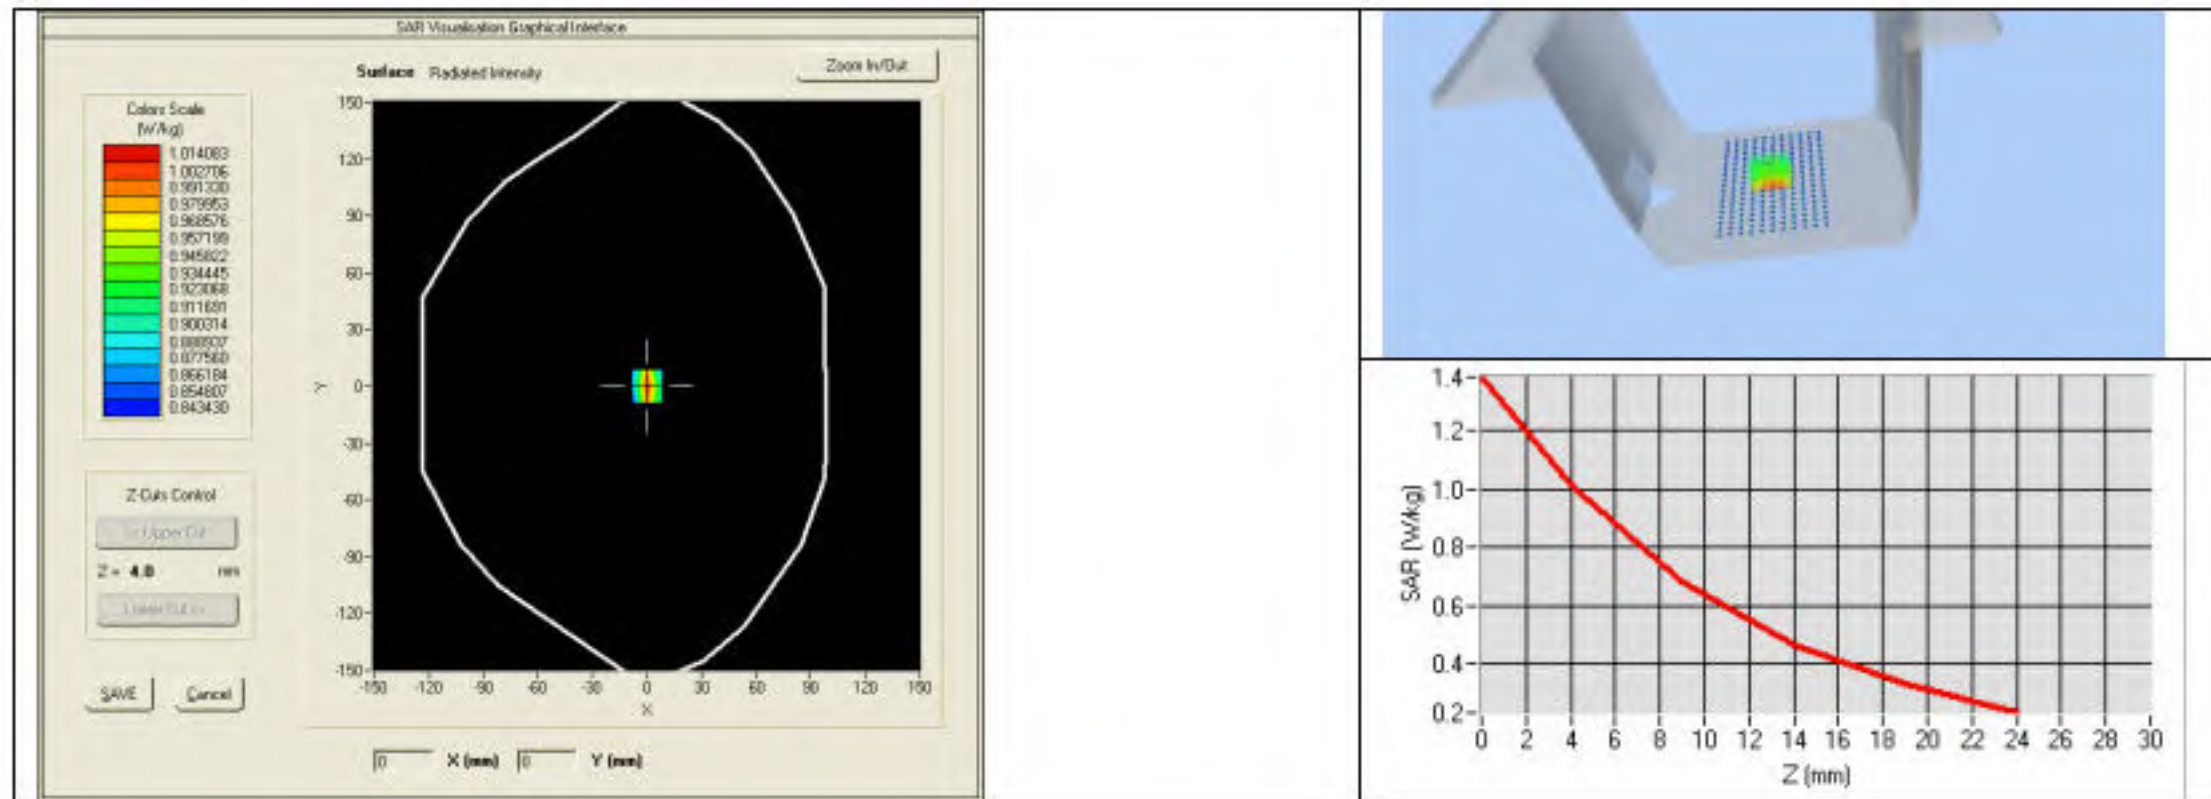 SAR Visualisation Graphical Interface
Surface Radiated Intensity
Zoom In/Out
Colors Scale
(W/kg)
1.014083
1.002706
0.991330
0.979953
0.968576
0.957199
0.945822
0.934445
0.923068
0.911691
0.900314
0.888937
0.877560
0.866184
0.854807
0.843430
Z-Cuts Control
Upper Cut
Z = 4.0 mm
Lower Cut
SAVE
Cancel
150
120
90
60
30
0
-30
-60
-90
-120
-150
Y
-150 -120 -90 -60 -30 0 30 60 90 120 160
X
0 X (mm) 0 Y (mm)
1.4
1.2
1.0
0.8
0.6
0.4
0.2
SAR (W/kg)
0 2 4 6 8 10 12 14 16 18 20 22 24 26 28 30
Z (mm)